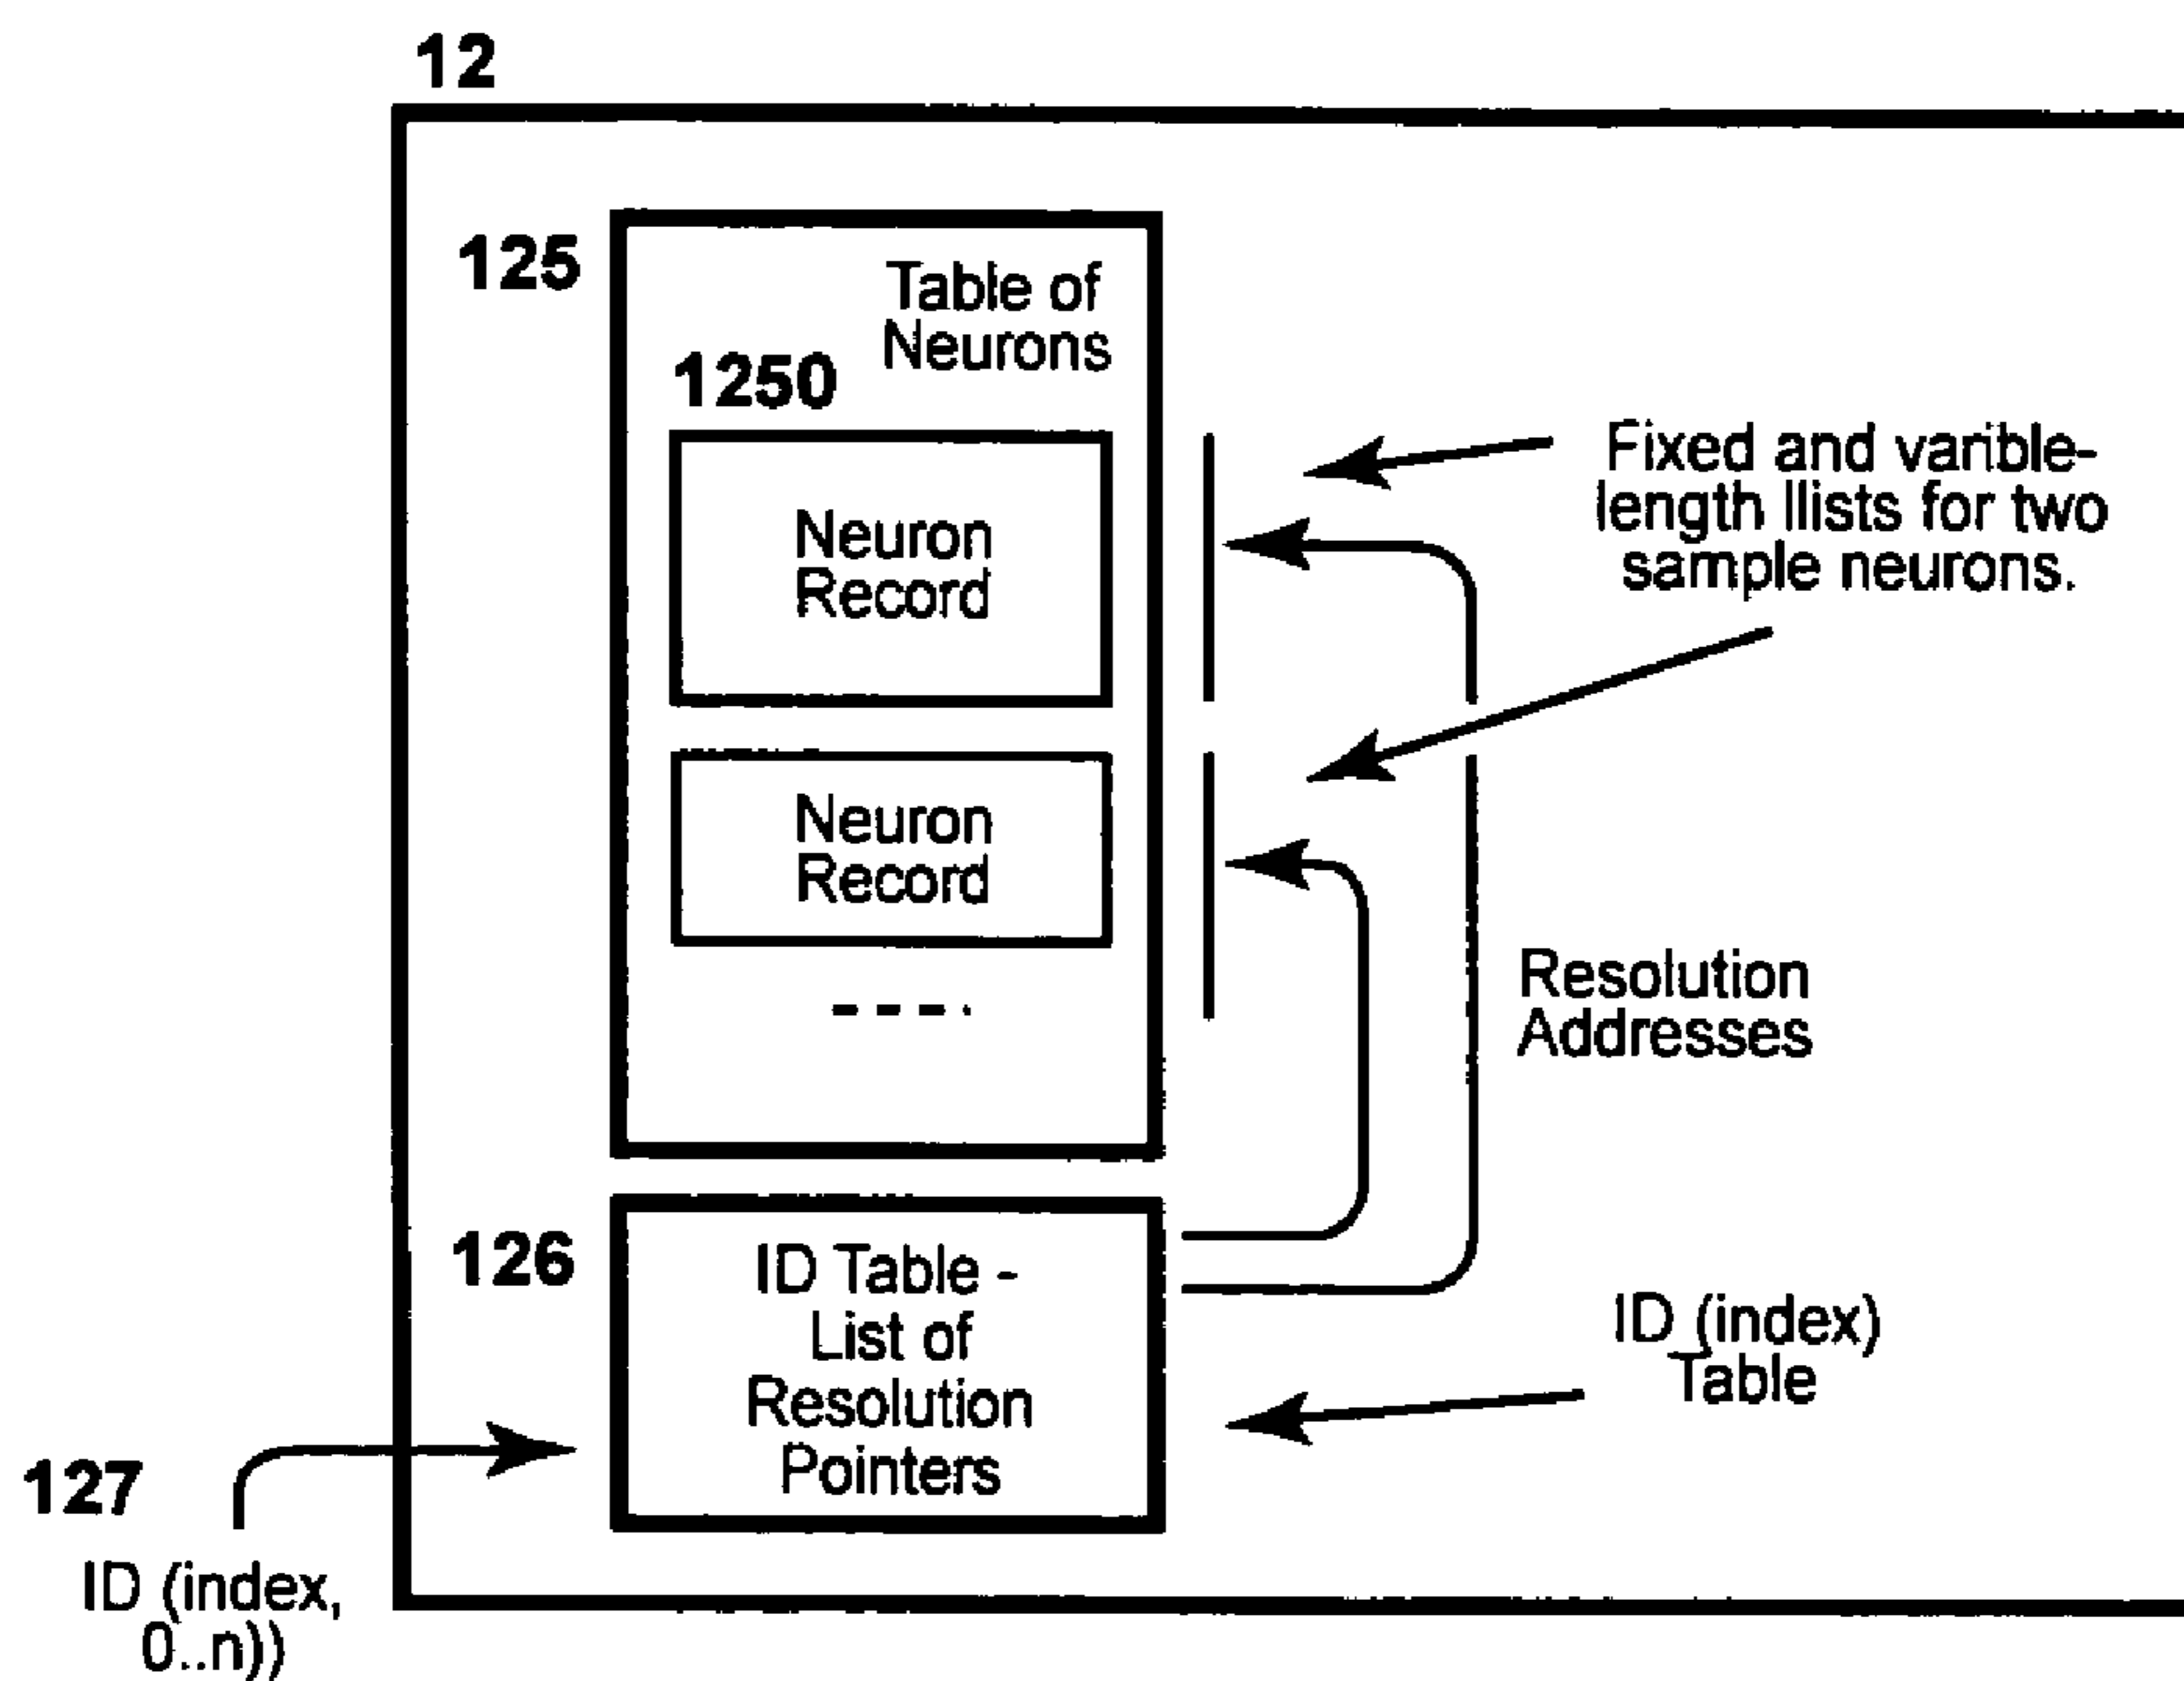 12
125
Table of
Neurons
1250
Neuron
Record
Fixed and varible-
length llists for two
sample neurons.
Neuron
Record
----
Resolution
Addresses
126
ID Table -
List of
Resolution
Pointers
ID (index)
Table
127
ID (index,
0..n))